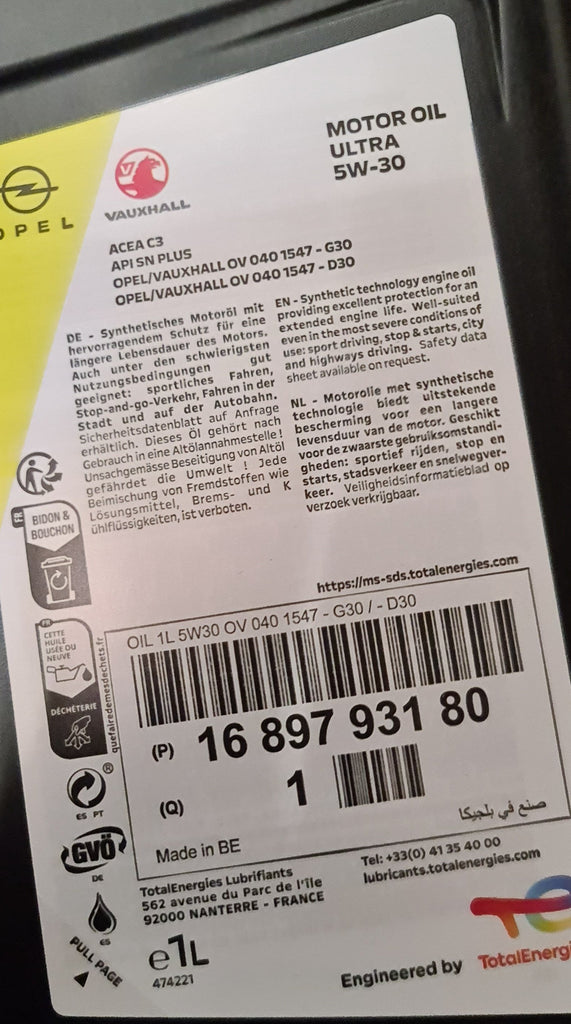 OPEL
VAUXHALL
MOTOR OIL
ULTRA
5W-30
ACEA C3
API SN PLUS
OPEL/VAUXHALL OV 040 1547 - G30
OPEL/VAUXHALL OV 040 1547 - D30
DE - Synthetisches Motoröl mit
hervorragendem Schutz für eine
längere Lebensdauer des Motors.
Auch unter den schwierigsten
Nutzungsbedingungen gut
geeignet: sportliches Fahren,
Stop-and-go-Verkehr, Fahren in der
Stadt und auf der Autobahn.
Sicherheitsdatenblatt auf Anfrage
erhältlich. Dieses Öl gehört nach
Gebrauch in eine Altölannahmestelle!
Unsachgemässe Beseitigung von Altöl
gefährdet die Umwelt ! Jede
Beimischung von Fremdstoffen wie
Lösungsmittel, Brems- und K
ühlflüssigkeiten, ist verboten.
EN - Synthetic technology engine oil
providing excellent protection for an
extended engine life. Well-suited
even in the most severe conditions of
use: sport driving, stop & starts, city
and highways driving. Safety data
sheet available on request.
NL - Motorolie met synthetische
technologie biedt uitstekende
bescherming voor een langere
levensduur van de motor. Geschikt
voor de zwaarste gebruiksomstandi-
gheden: sportief rijden, stop en
starts, stadsverkeer en snelwegver-
keer. Veiligheidsinformatieblad op
verzoek verkrijgbaar.
FR
BIDON &
BOUCHON
FR
CETTE
HUILE
USÉE OU
NEUVE
DÉCHÈTERIE
quefairedemesdechets.fr
https://ms-sds.totalenergies.com
OIL 1L 5W30 OV 040 1547 - G30 / - D30
(P) 16 897 931 80
(Q) 1
صنع في بلجيكا
Made in BE
®
ES PT
GVÖ
DE
ES
PULL PAGE
TotalEnergies Lubrifiants
562 avenue du Parc de l'île
92000 NANTERRE - FRANCE
Tel: +33(0) 41 35 40 00
lubricants.totalenergies.com
e1L
474221
Engineered by
TotalEnergi